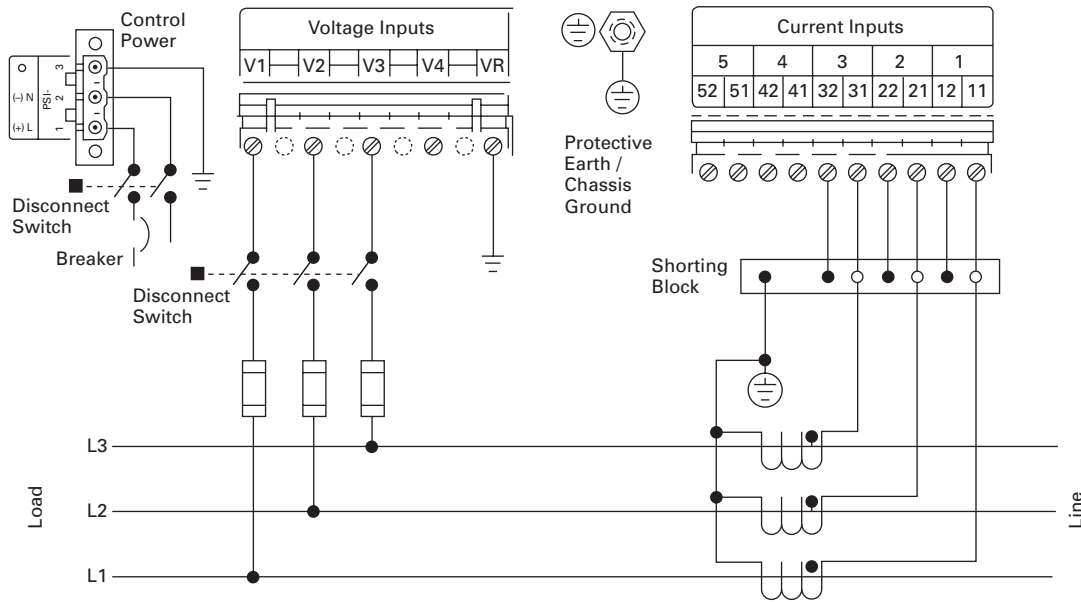 Control
Power
3
(–) N
PSI-
2
(+) L
1
Disconnect
Switch
Breaker
Voltage Inputs
V1 V2 V3 V4 VR
Disconnect
Switch
Protective
Earth /
Chassis
Ground
Current Inputs
5 4 3 2 1
52 51 42 41 32 31 22 21 12 11
Shorting
Block
L3
L2
L1
Load
Line